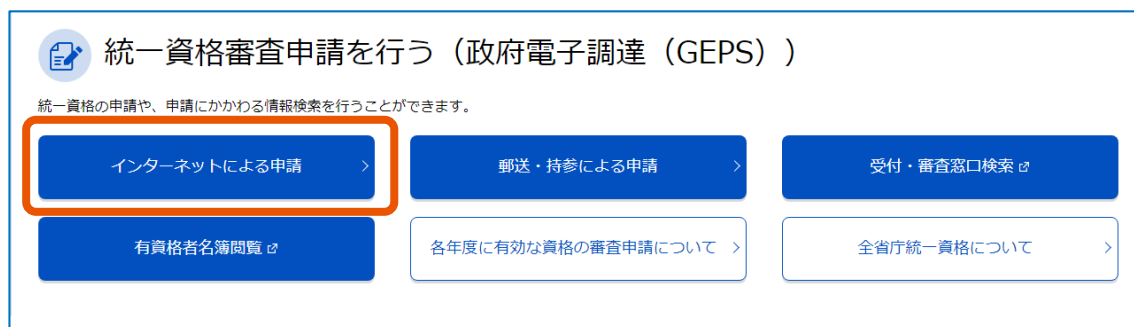 統一資格審査申請を行う（政府電子調達（GEPS））
統一資格の申請や、申請にかかわる情報検索を行うことができます。
インターネットによる申請
郵送・持参による申請
受付・審査窓口検索
有資格者名簿閲覧
各年度に有効な資格の審査申請について
全省庁統一資格について